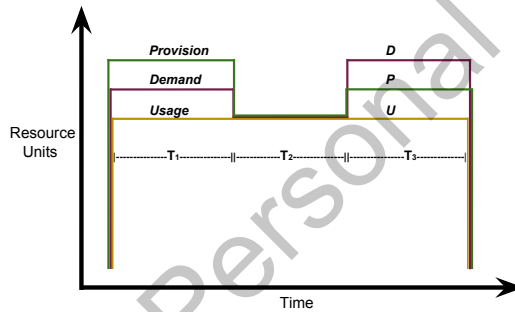 Provision
D
Demand
P
Usage
U
Resource
Units
|----------T₁----------||----------T₂----------||----------T₃----------|
Time
Personal